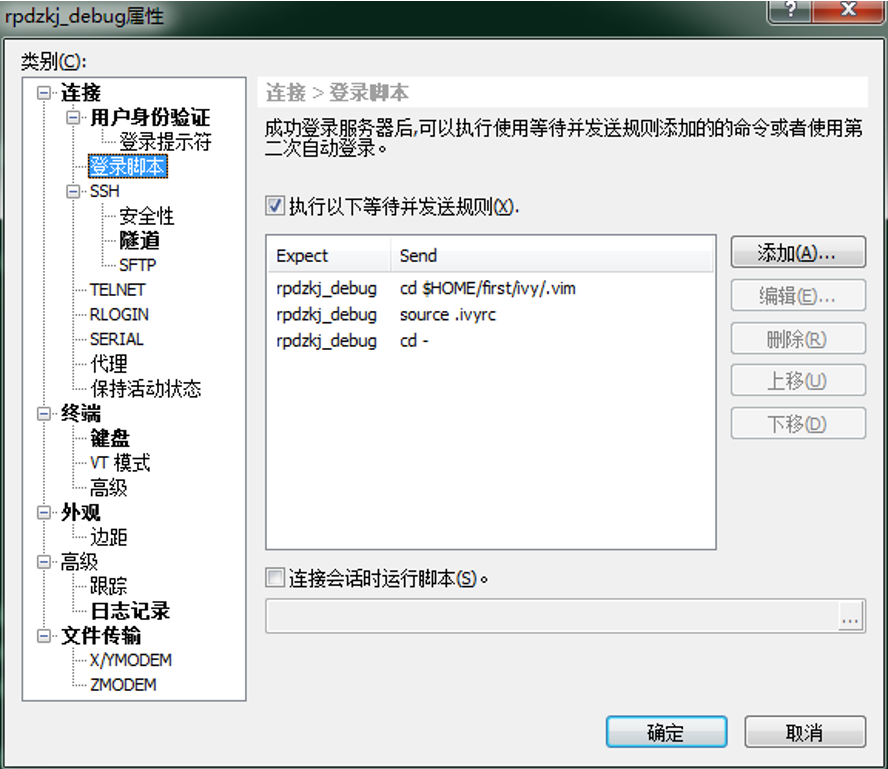 rpdzkj_debug属性
?
类别(C):
连接
用户身份验证
登录提示符
登录脚本
SSH
安全性
隧道
SFTP
TELNET
RLOGIN
SERIAL
代理
保持活动状态
终端
键盘
VT 模式
高级
外观
边距
高级
跟踪
日志记录
文件传输
X/YMODEM
ZMODEM
连接 > 登录脚本
成功登录服务器后,可以执行使用等待并发送规则添加的的命令或者使用第
二次自动登录。
执行以下等待并发送规则(X).
Expect Send
rpdzkj_debug cd $HOME/first/ivy/.vim
rpdzkj_debug source .ivyrc
rpdzkj_debug cd -
添加(A)...
编辑(E)...
删除(R)
上移(U)
下移(D)
连接会话时运行脚本(S)。
...
确定
取消